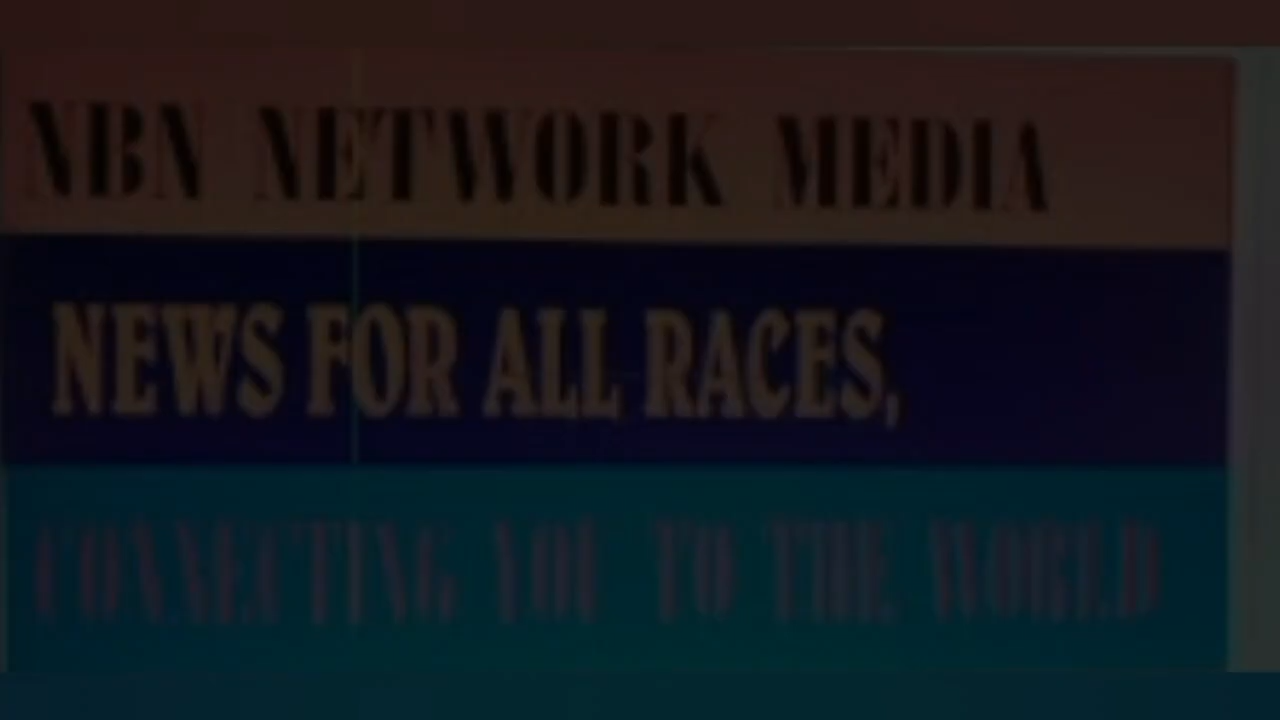 NBN NETWORK MEDIA
NEWS FOR ALL RACES,
CONNECTING YOU TO THE WORLD